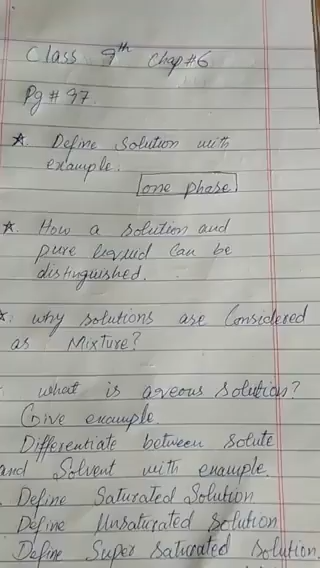 Class 9th Chap #6
Pg # 97.
* Define solution with
example.
one phase.
*. How a solution and
pure liquid can be
distinguished.
*. why solutions are Considered
as Mixture?
what is aqeous solution?
Give example.
Differentiate between solute
and Solvent with example.
Define Saturated Solution
Define Unsaturated solution
Define Super saturated solution.